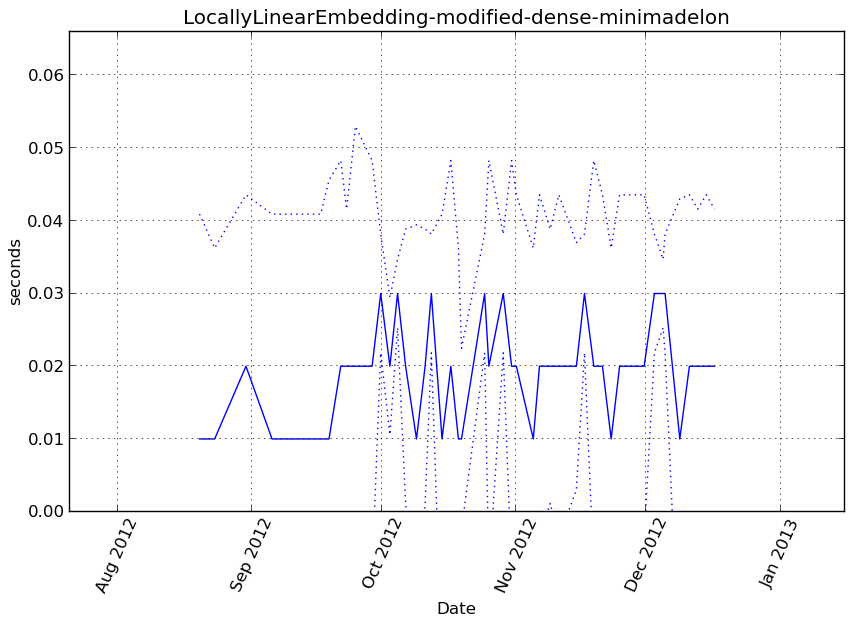 LocallyLinearEmbedding-modified-dense-minimadelon
0.06
0.05
0.04
0.03
0.02
0.01
0.00
seconds
Aug 2012
Sep 2012
Oct 2012
Nov 2012
Dec 2012
Jan 2013
Date